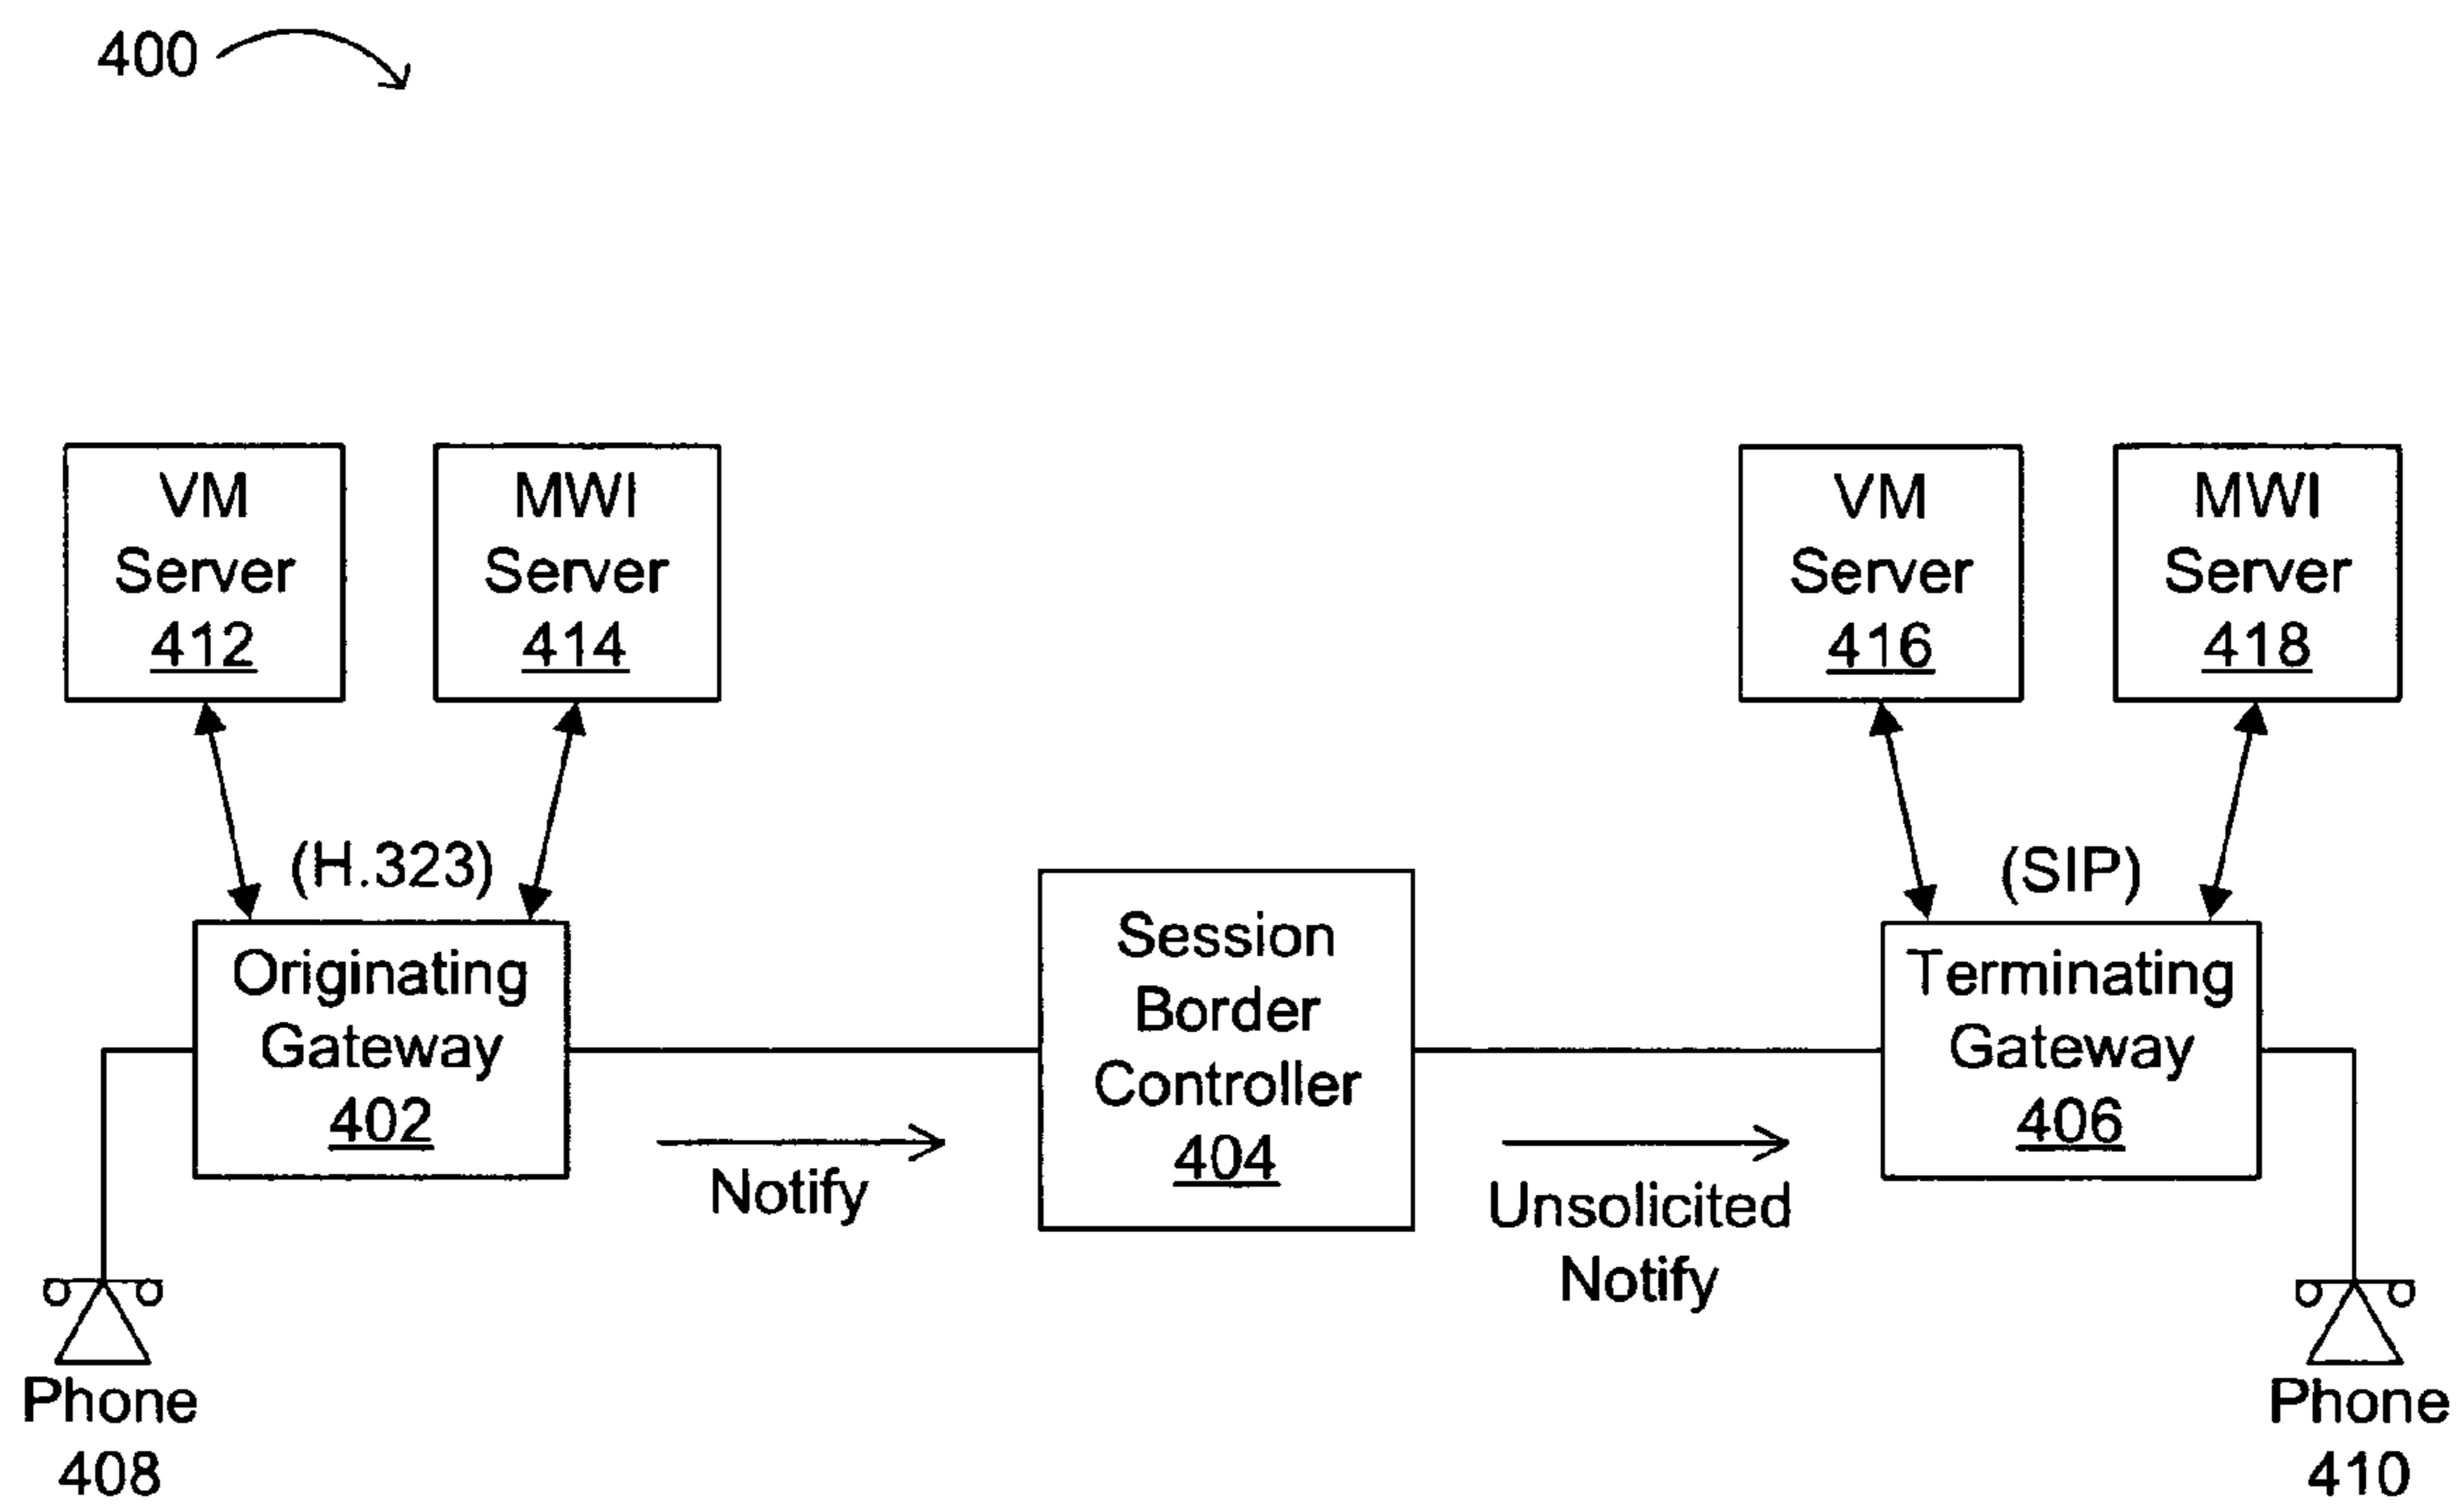 400
VM
Server
412
MWI
Server
414
VM
Server
416
MWI
Server
418
(H.323)
(SIP)
Originating
Gateway
402
Session
Border
Controller
404
Terminating
Gateway
406
Notify
Unsolicited
Notify
Phone
408
Phone
410